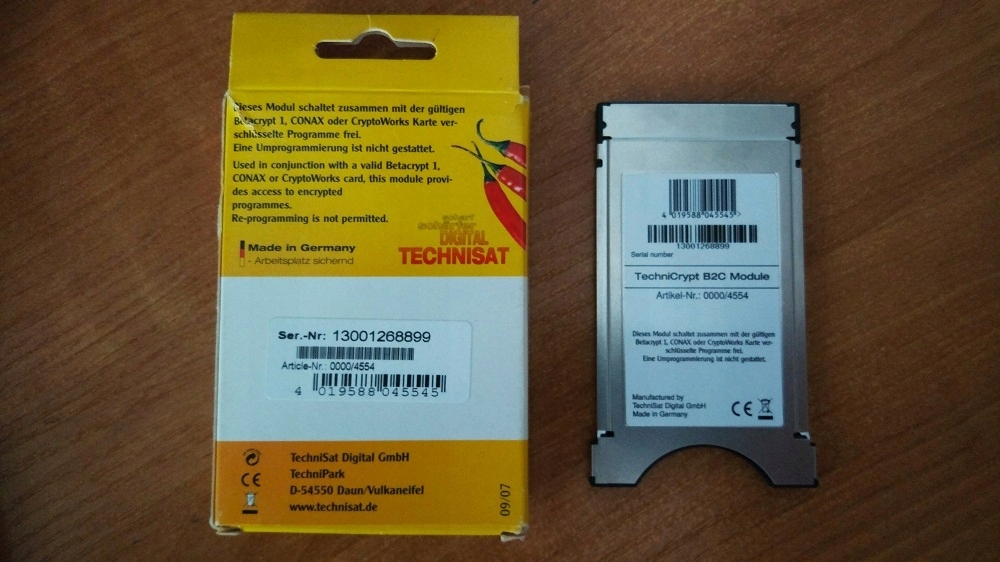 Dieses Modul schaltet zusammen mit der gültigen
Betacrypt 1, CONAX oder CryptoWorks Karte ver-
schlüsselte Programme frei.
Eine Umprogrammierung ist nicht gestattet.
Used in conjunction with a valid Betacrypt 1,
CONAX or CryptoWorks card, this module provi-
des access to encrypted
programmes.
Re-programming is not permitted.
Made in Germany
- Arbeitsplatz sichernd
scharf
schärfer
DIGITAL
TECHNISAT
Ser.-Nr: 13001268899
Article-Nr.: 0000/4554
4 019588 045545
TechniSat Digital GmbH
TechniPark
D-54550 Daun/Vulkaneifel
www.technisat.de
09/07
CE
4 019588 045545 >
13001268899
Serial number
TechniCrypt B2C Module
Artikel-Nr.: 0000/4554
Dieses Modul schaltet zusammen mit der gültigen
Betacrypt 1, CONAX oder CryptoWorks Karte ver-
schlüsselte Programme frei.
Eine Umprogrammierung ist nicht gestattet.
Manufactured by
TechniSat Digital GmbH
Made in Germany
CE